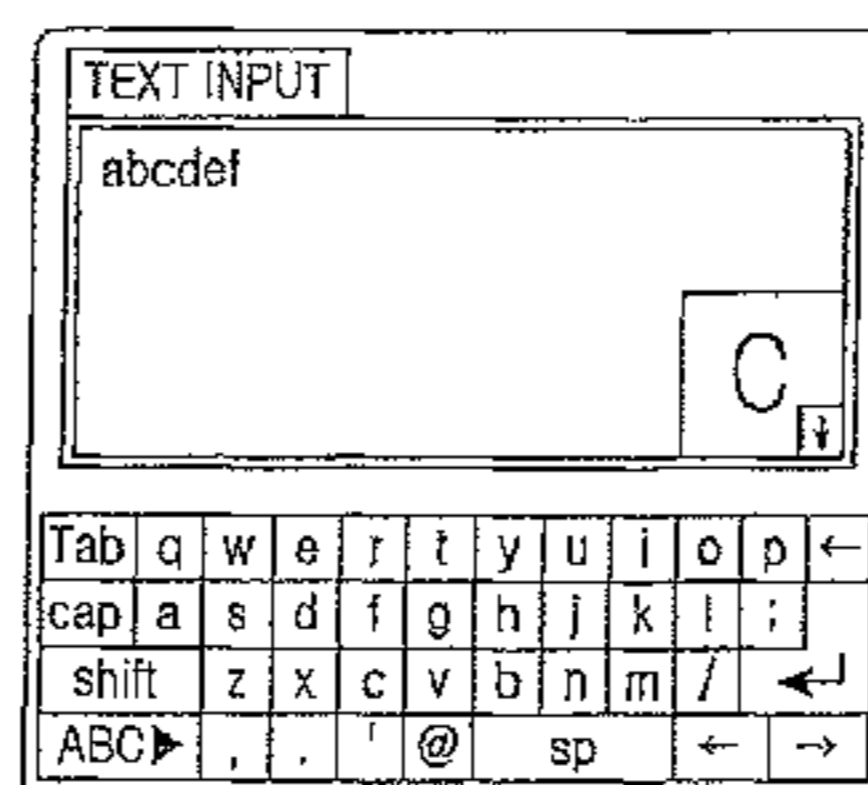 TEXT INPUT
abcdef
C
↓
Tab q w e r t y u i o p ←
cap a s d f g h j k l ;
shift z x c v b n m / ↵
ABC▶ , . ' @ sp ← →